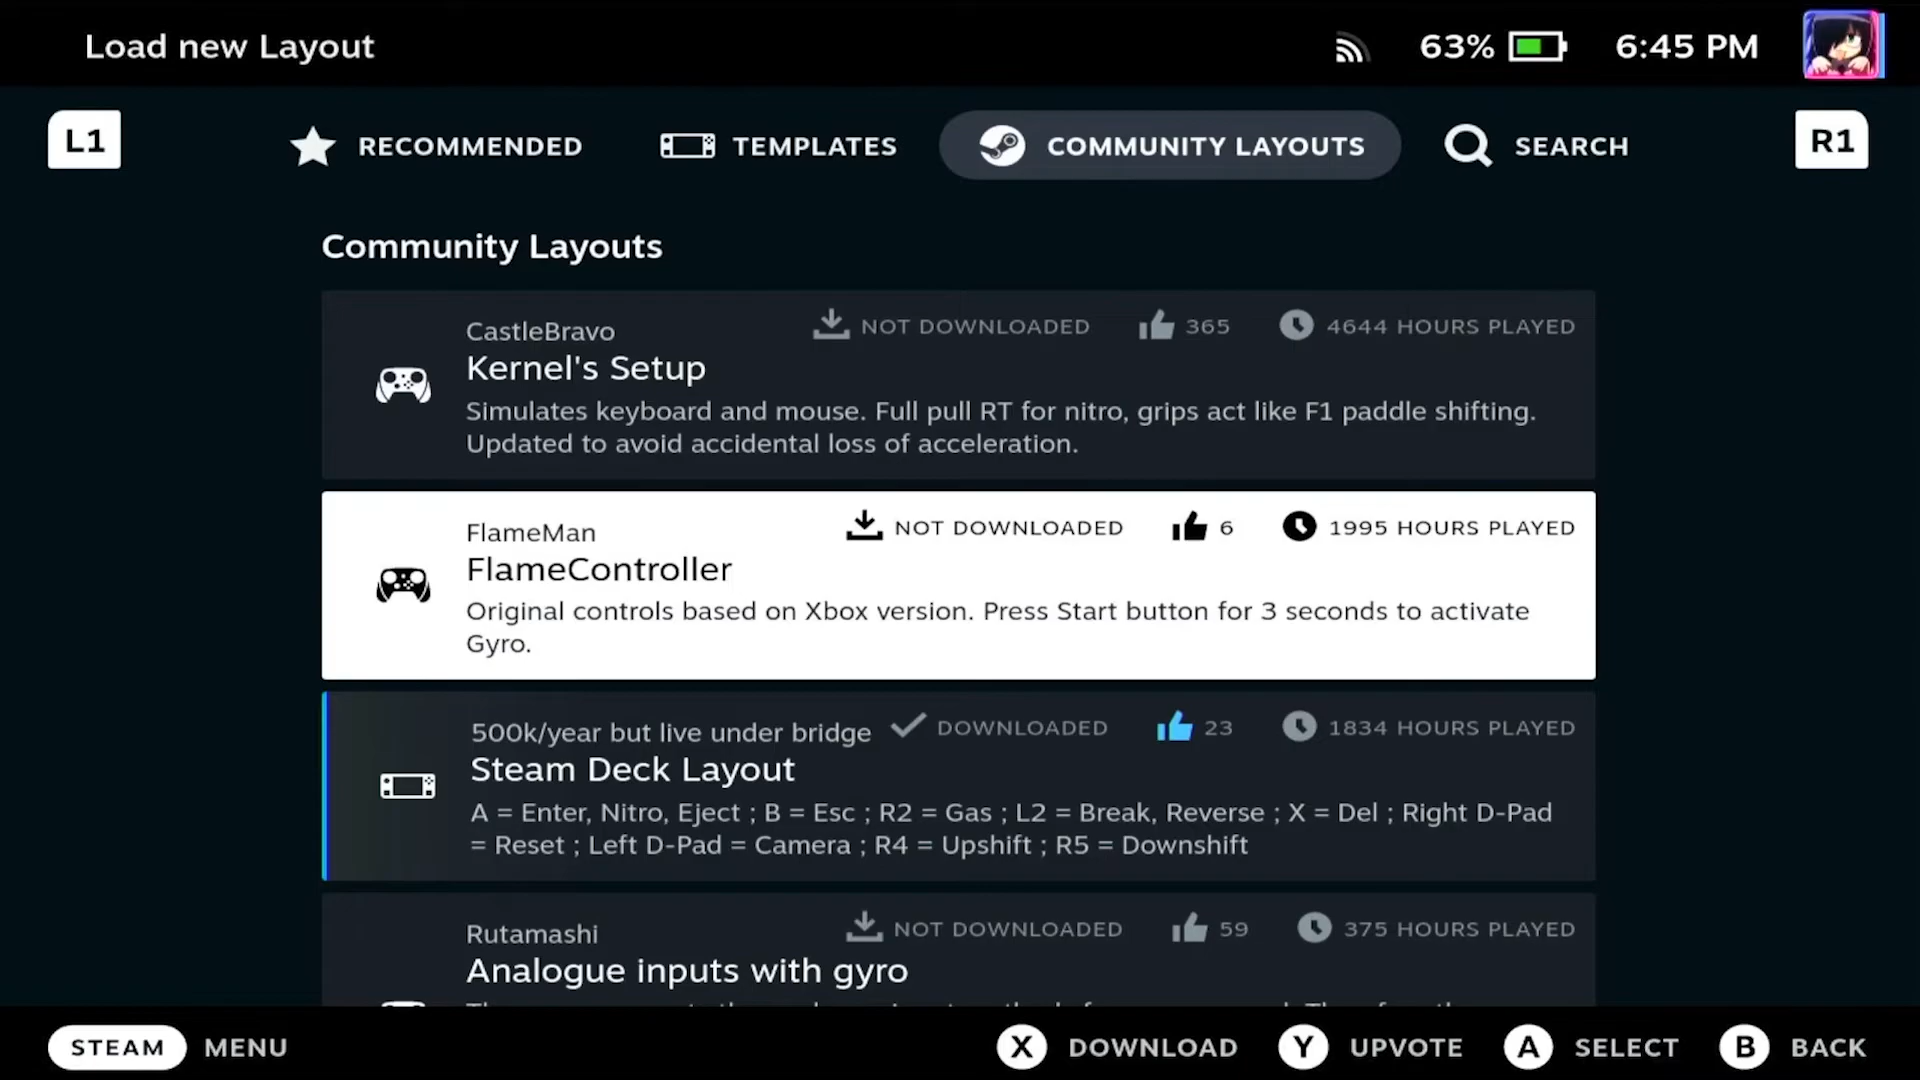 Load new Layout
63%
6:45 PM
L1
RECOMMENDED
TEMPLATES
COMMUNITY LAYOUTS
SEARCH
R1
Community Layouts
CastleBravo
NOT DOWNLOADED
365
4644 HOURS PLAYED
Kernel's Setup
Simulates keyboard and mouse. Full pull RT for nitro, grips act like F1 paddle shifting.
Updated to avoid accidental loss of acceleration.
FlameMan
NOT DOWNLOADED
6
1995 HOURS PLAYED
FlameController
Original controls based on Xbox version. Press Start button for 3 seconds to activate
Gyro.
500k/year but live under bridge
DOWNLOADED
23
1834 HOURS PLAYED
Steam Deck Layout
A = Enter, Nitro, Eject ; B = Esc ; R2 = Gas ; L2 = Break, Reverse ; X = Del ; Right D-Pad
= Reset ; Left D-Pad = Camera ; R4 = Upshift ; R5 = Downshift
Rutamashi
NOT DOWNLOADED
59
375 HOURS PLAYED
Analogue inputs with gyro
STEAM
MENU
X
DOWNLOAD
Y
UPVOTE
A
SELECT
B
BACK